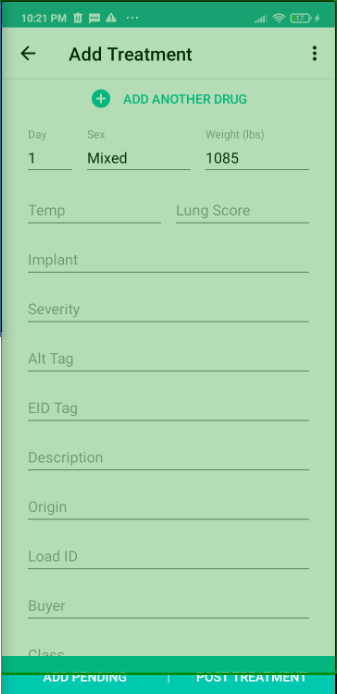 10:21 PM ... 17
Add Treatment
ADD ANOTHER DRUG
Day Sex Weight (lbs)
1 Mixed 1085
Temp Lung Score
Implant
Severity
Alt Tag
EID Tag
Description
Origin
Load ID
Buyer
Class
ADD PENDING | POST TREATMENT